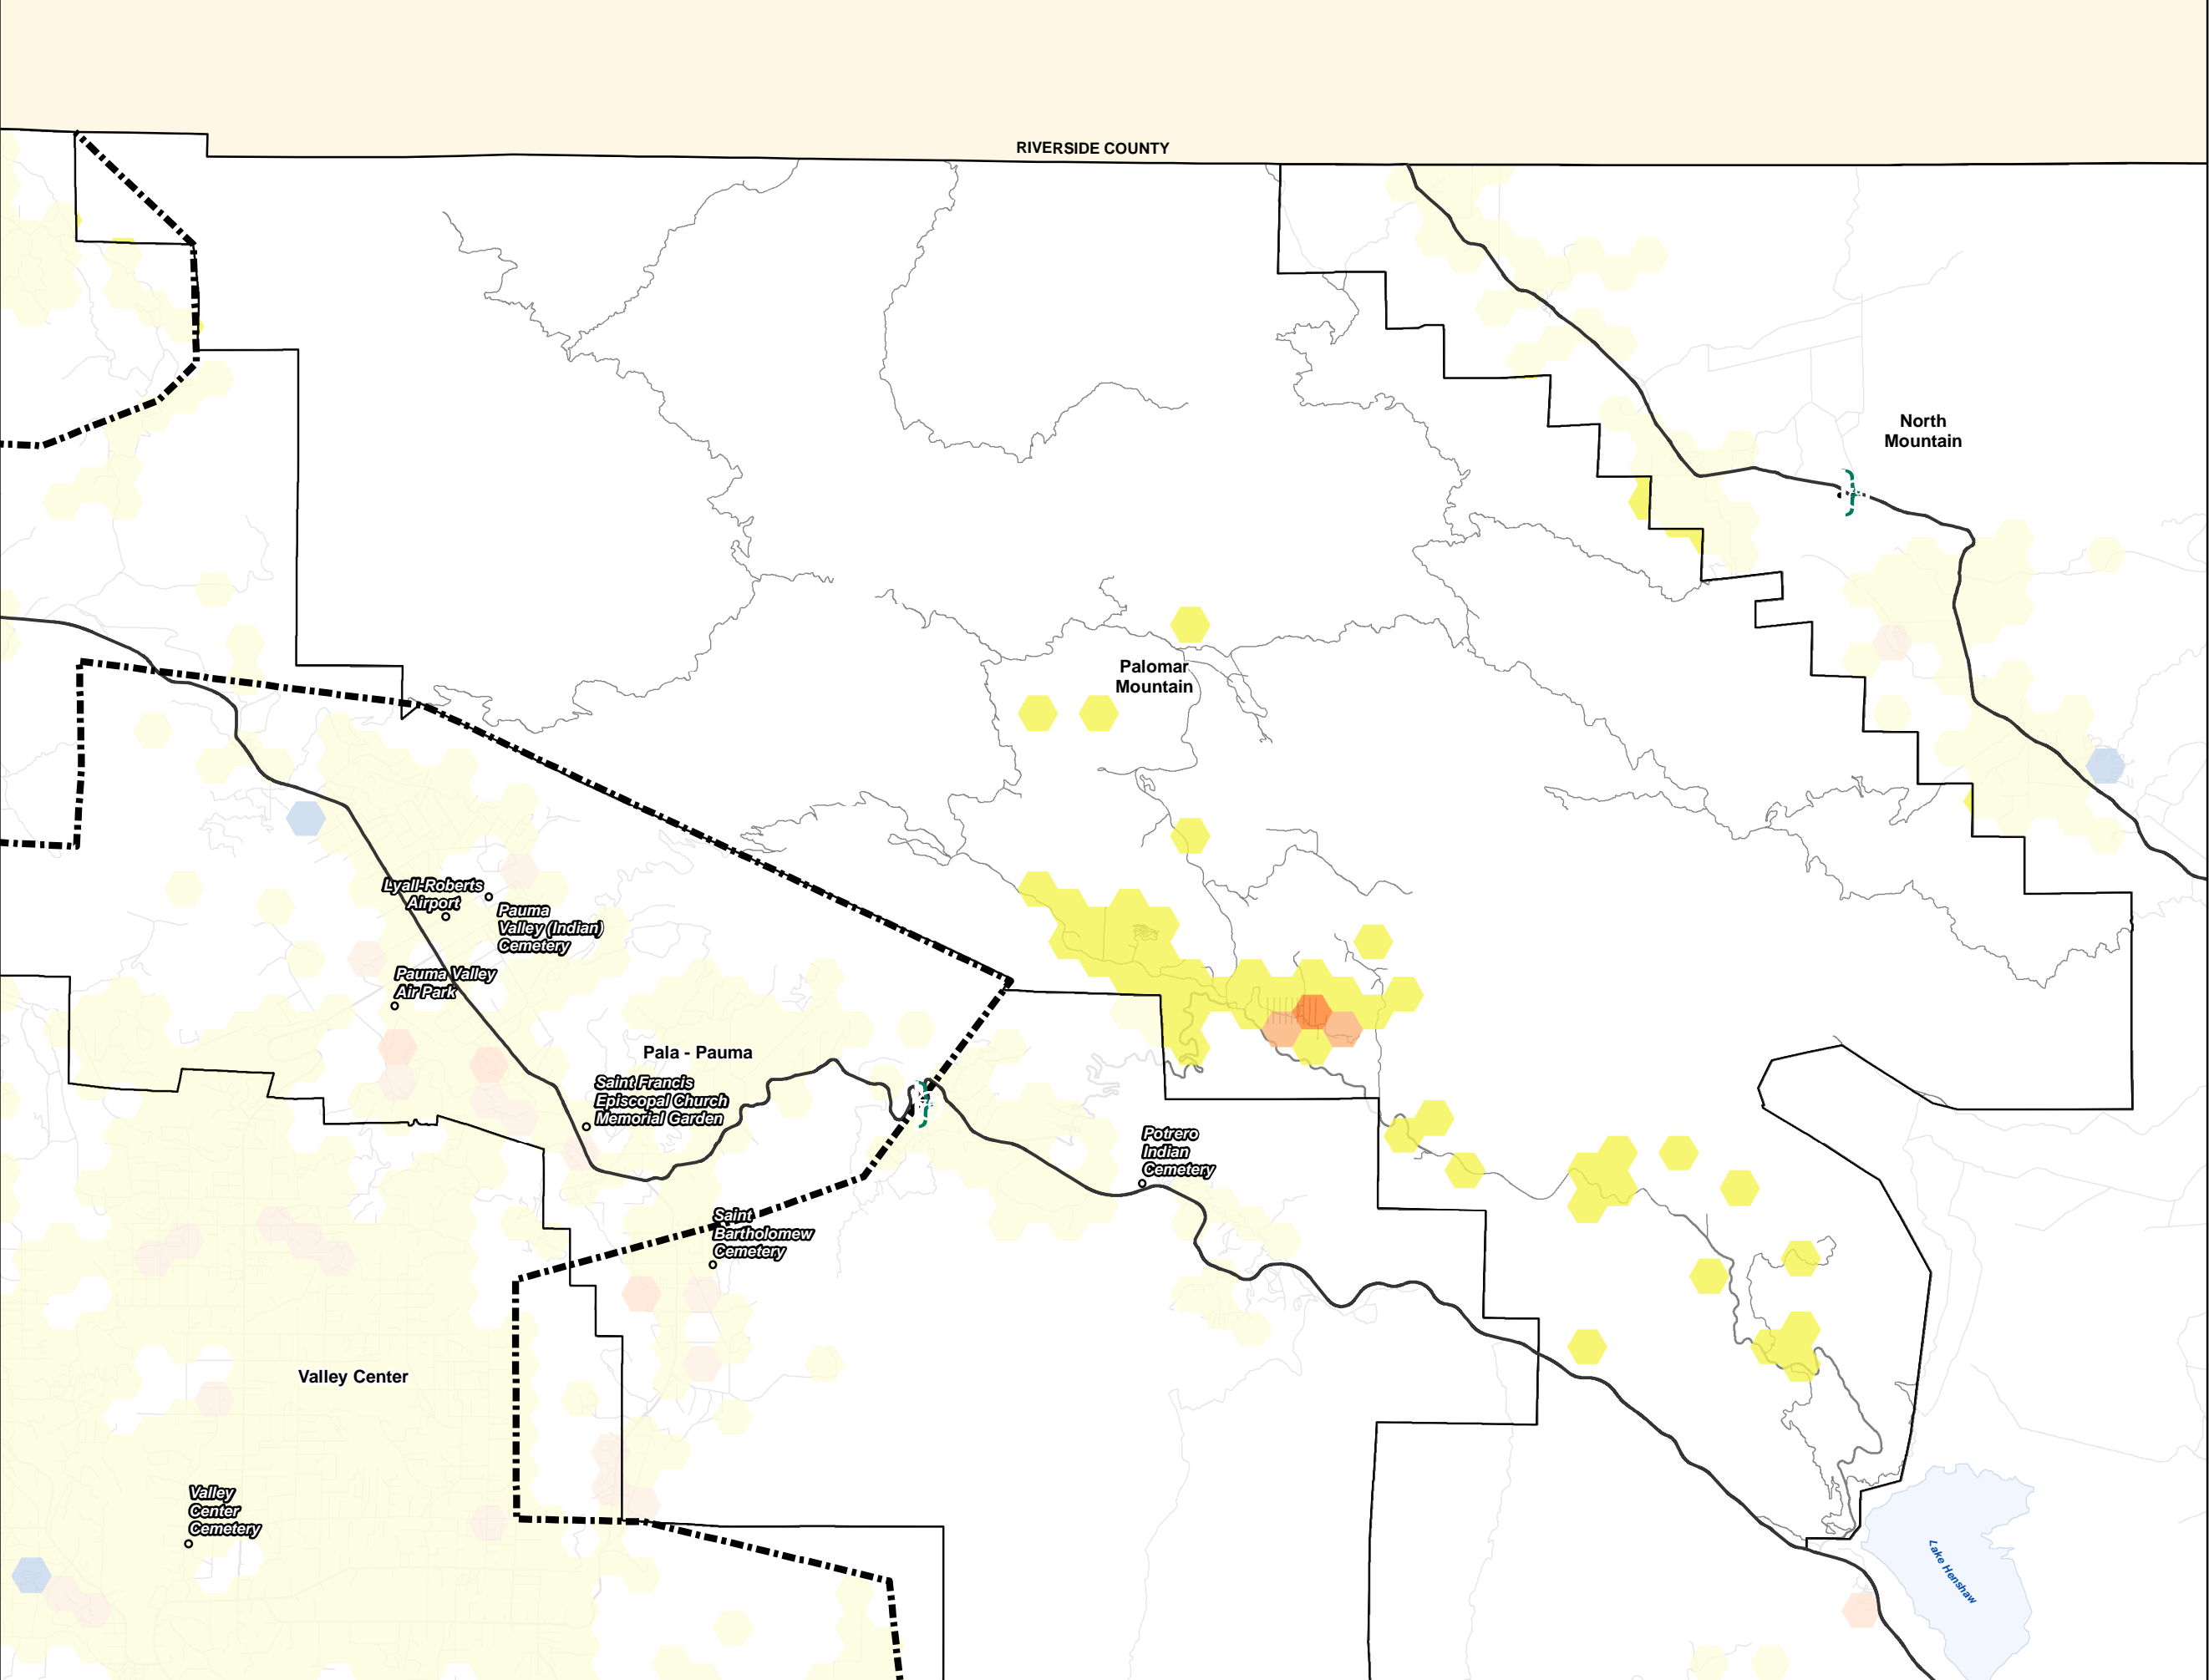 RIVERSIDE COUNTY
North
Mountain
Palomar
Mountain
Lyall-Roberts
Airport
Pauma
Valley (Indian)
Cemetery
Pauma Valley
Air Park
Pala - Pauma
Saint Francis
Episcopal Church
Memorial Garden
Potrero
Indian
Cemetery
Saint
Bartholomew
Cemetery
Valley Center
Valley
Center
Cemetery
Lake Henshaw